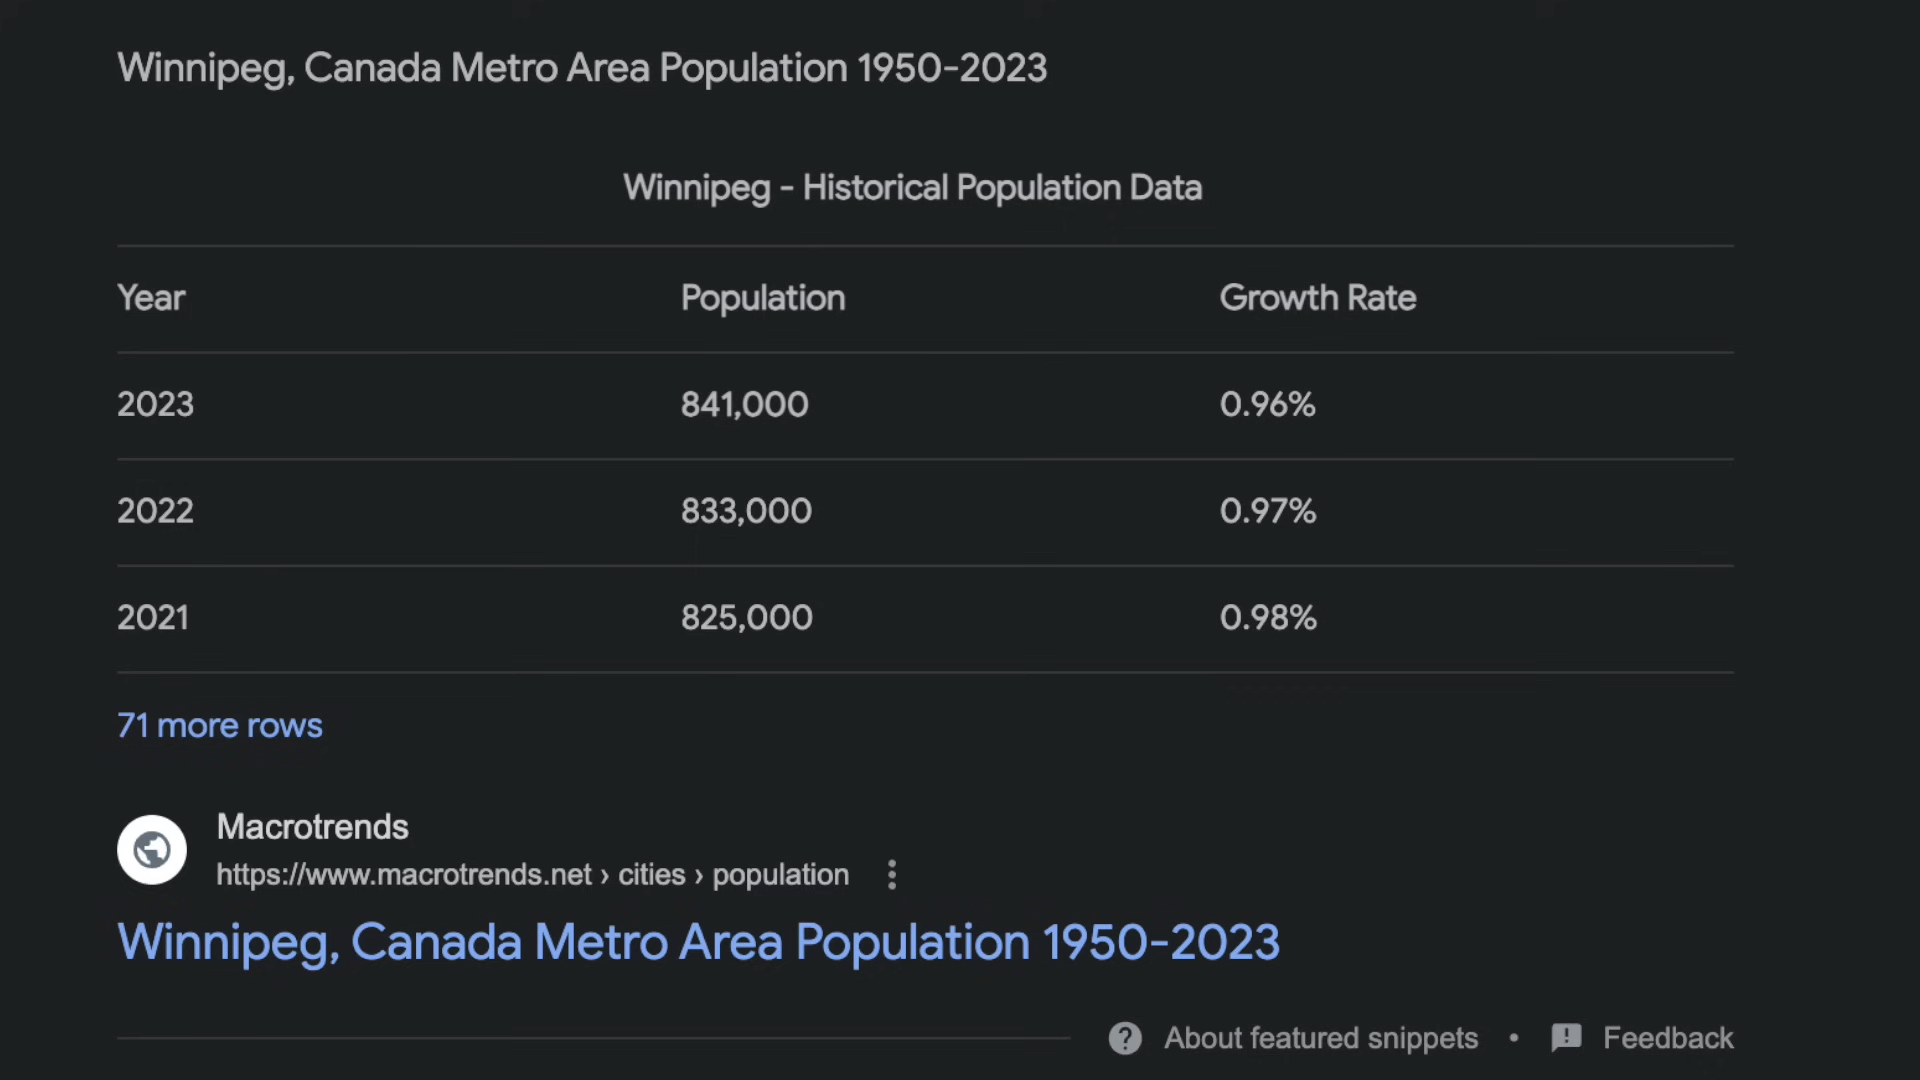 Winnipeg, Canada Metro Area Population 1950-2023
Winnipeg - Historical Population Data
Year Population Growth Rate
2023 841,000 0.96%
2022 833,000 0.97%
2021 825,000 0.98%
71 more rows
Macrotrends
https://www.macrotrends.net › cities › population
Winnipeg, Canada Metro Area Population 1950-2023
About featured snippets • Feedback